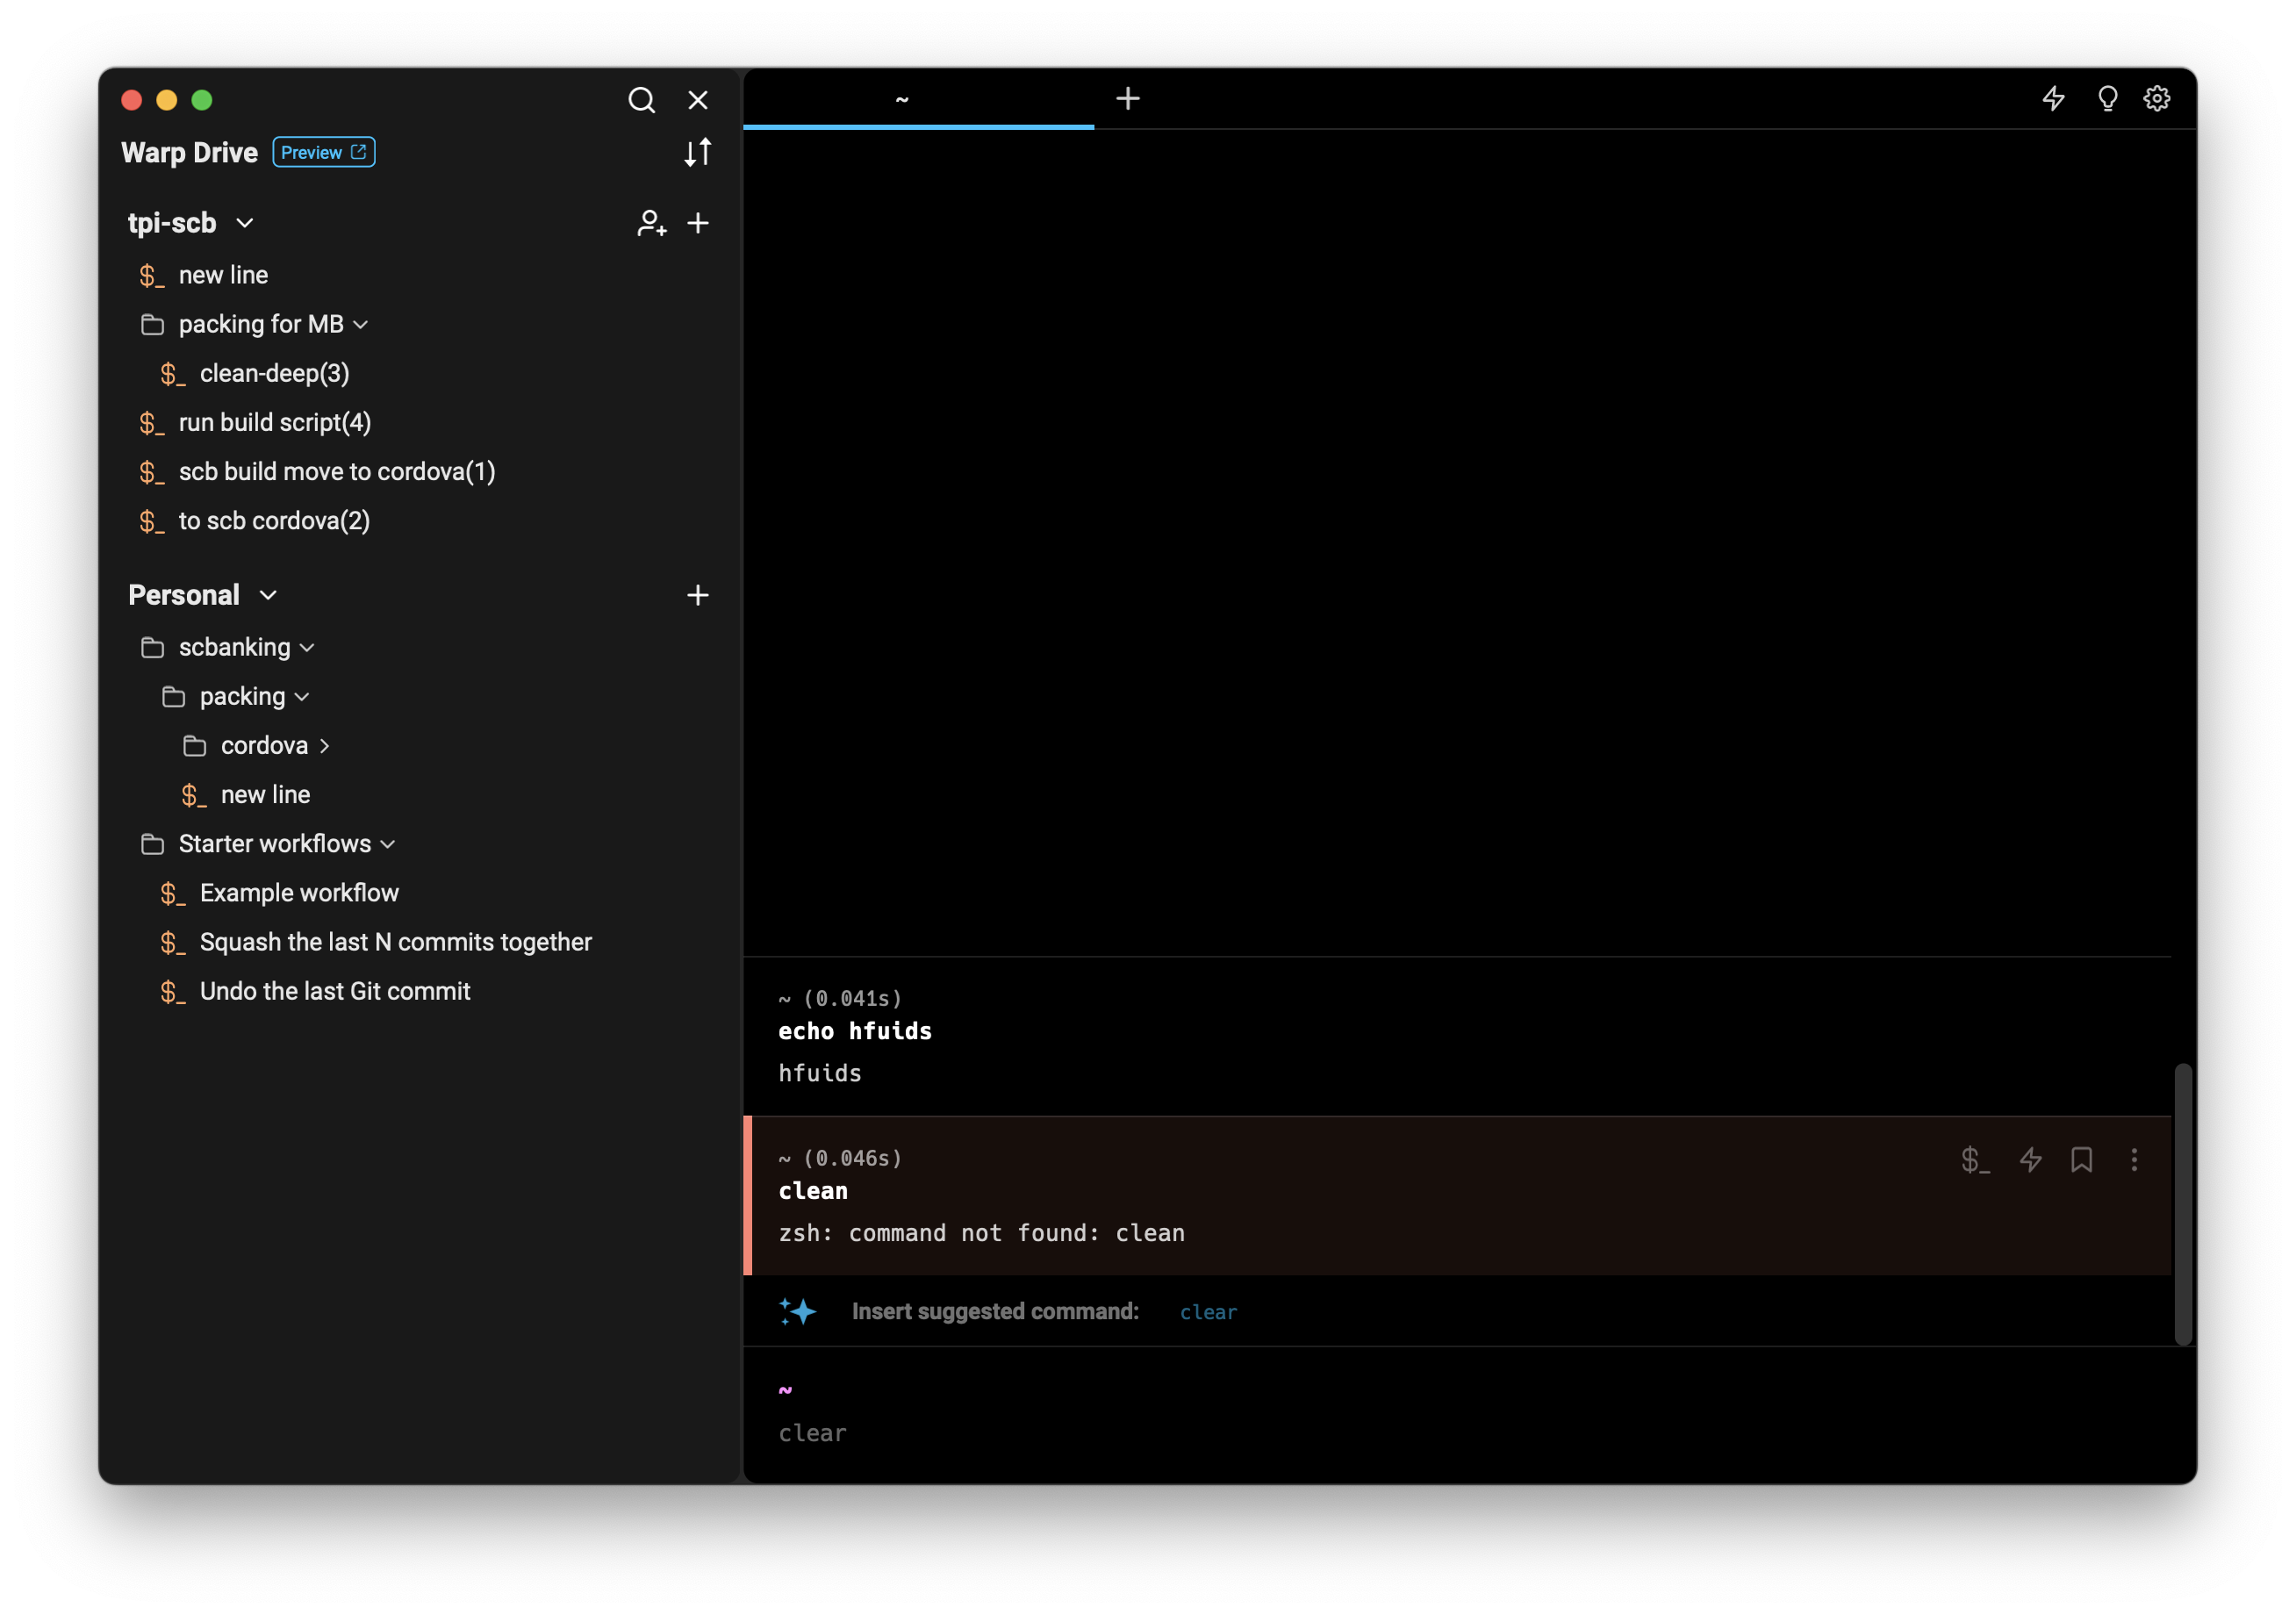 Warp Drive Preview
tpi-scb
$_ new line
packing for MB
$_ clean-deep(3)
$_ run build script(4)
$_ scb build move to cordova(1)
$_ to scb cordova(2)
Personal
scbanking
packing
cordova
$_ new line
Starter workflows
$_ Example workflow
$_ Squash the last N commits together
$_ Undo the last Git commit
~
~ (0.041s)
echo hfuids
hfuids
~ (0.046s)
$_
clean
zsh: command not found: clean
Insert suggested command: clear
~
clear